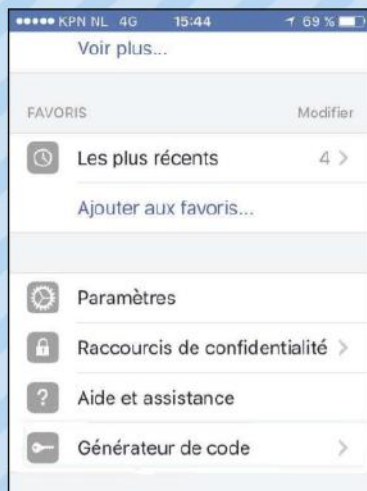 KPN NL 4G 15:44 69 %
Voir plus...
FAVORIS Modifier
Les plus récents 4
Ajouter aux favoris...
Paramètres
Raccourcis de confidentialité
? Aide et assistance
Générateur de code